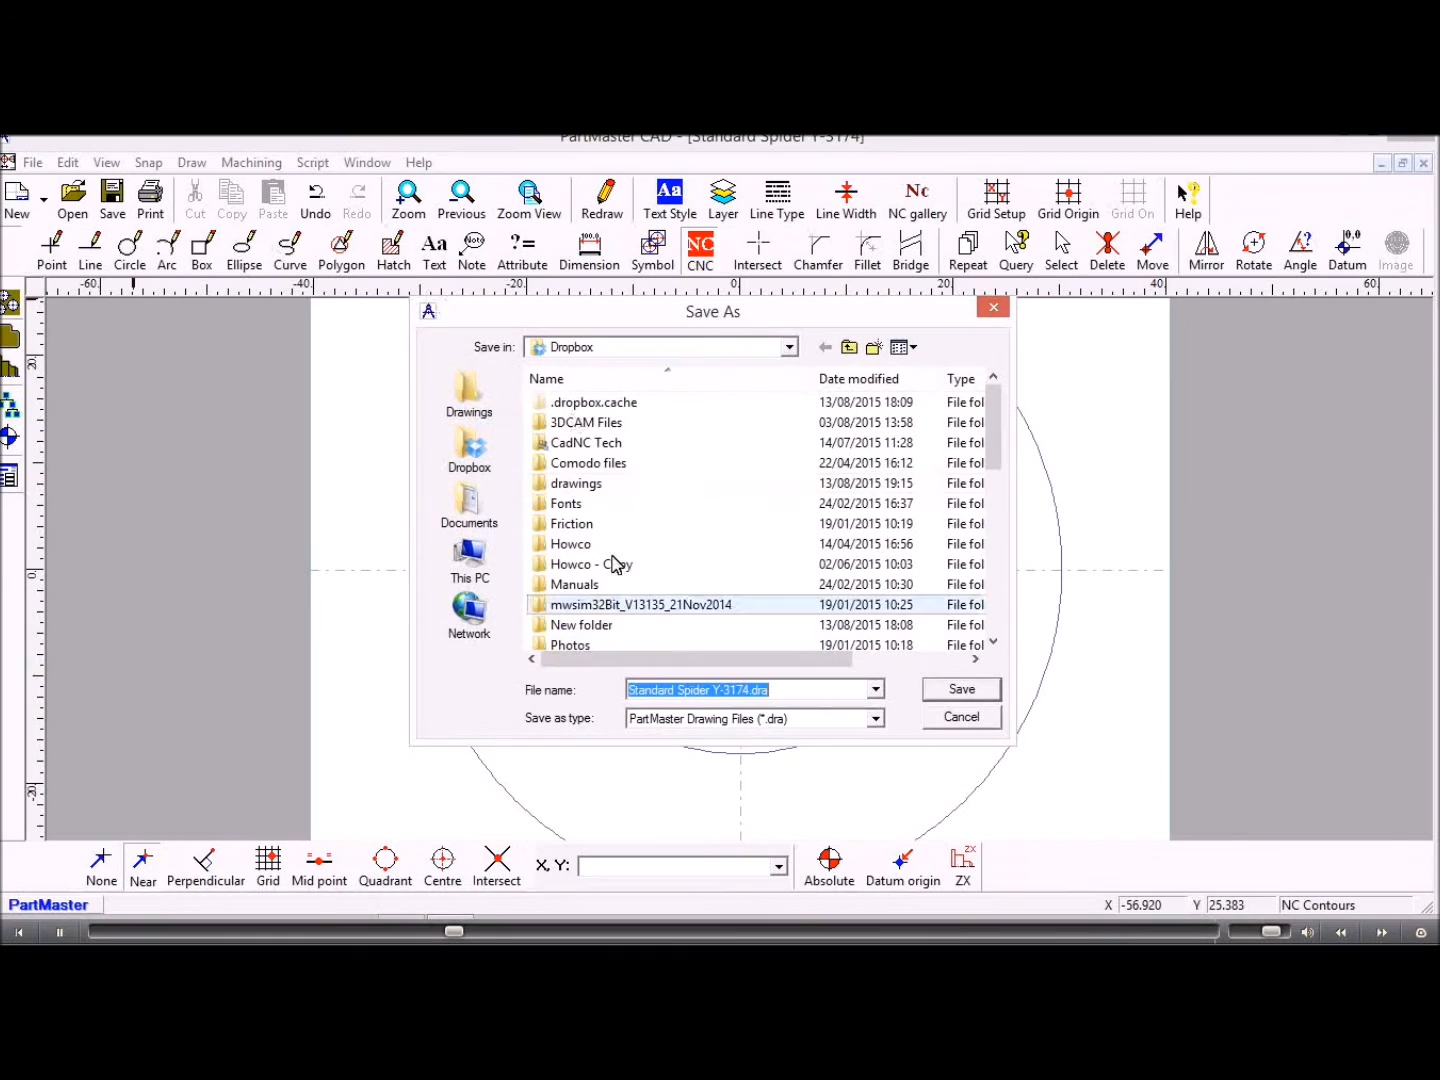 PartMaster CAD - [Standard Spider Y-3174]
File Edit View Snap Draw Machining Script Window Help
New Open Save Print Cut Copy Paste Undo Redo Zoom Previous Zoom View Redraw Text Style Layer Line Type Line Width NC gallery Grid Setup Grid Origin Grid On Help
Point Line Circle Arc Box Ellipse Curve Polygon Hatch Text Note Attribute Dimension Symbol CNC Intersect Chamfer Fillet Bridge Repeat Query Select Delete Move Mirror Rotate Angle Datum Image
-60 -40 -20 0 20 40 60
Save As
Save in: Dropbox
Name Date modified Type
.dropbox.cache 13/08/2015 18:09 File fol
3DCAM Files 03/08/2015 13:58 File fol
CadNC Tech 14/07/2015 11:28 File fol
Comodo files 22/04/2015 16:12 File fol
drawings 13/08/2015 19:15 File fol
Fonts 24/02/2015 16:37 File fol
Friction 19/01/2015 10:19 File fol
Howco 14/04/2015 16:56 File fol
Howco - Copy 02/06/2015 10:03 File fol
Manuals 24/02/2015 10:30 File fol
mwsim32Bit_V13135_21Nov2014 19/01/2015 10:25 File fol
New folder 13/08/2015 18:08 File fol
Photos 19/01/2015 10:18 File fol
Drawings
Dropbox
Documents
This PC
Network
File name: Standard Spider Y-3174.dra Save
Save as type: PartMaster Drawing Files (*.dra) Cancel
20
0
-20
None Near Perpendicular Grid Mid point Quadrant Centre Intersect X, Y: Absolute Datum origin ZX
PartMaster X -56.920 Y 25.383 NC Contours